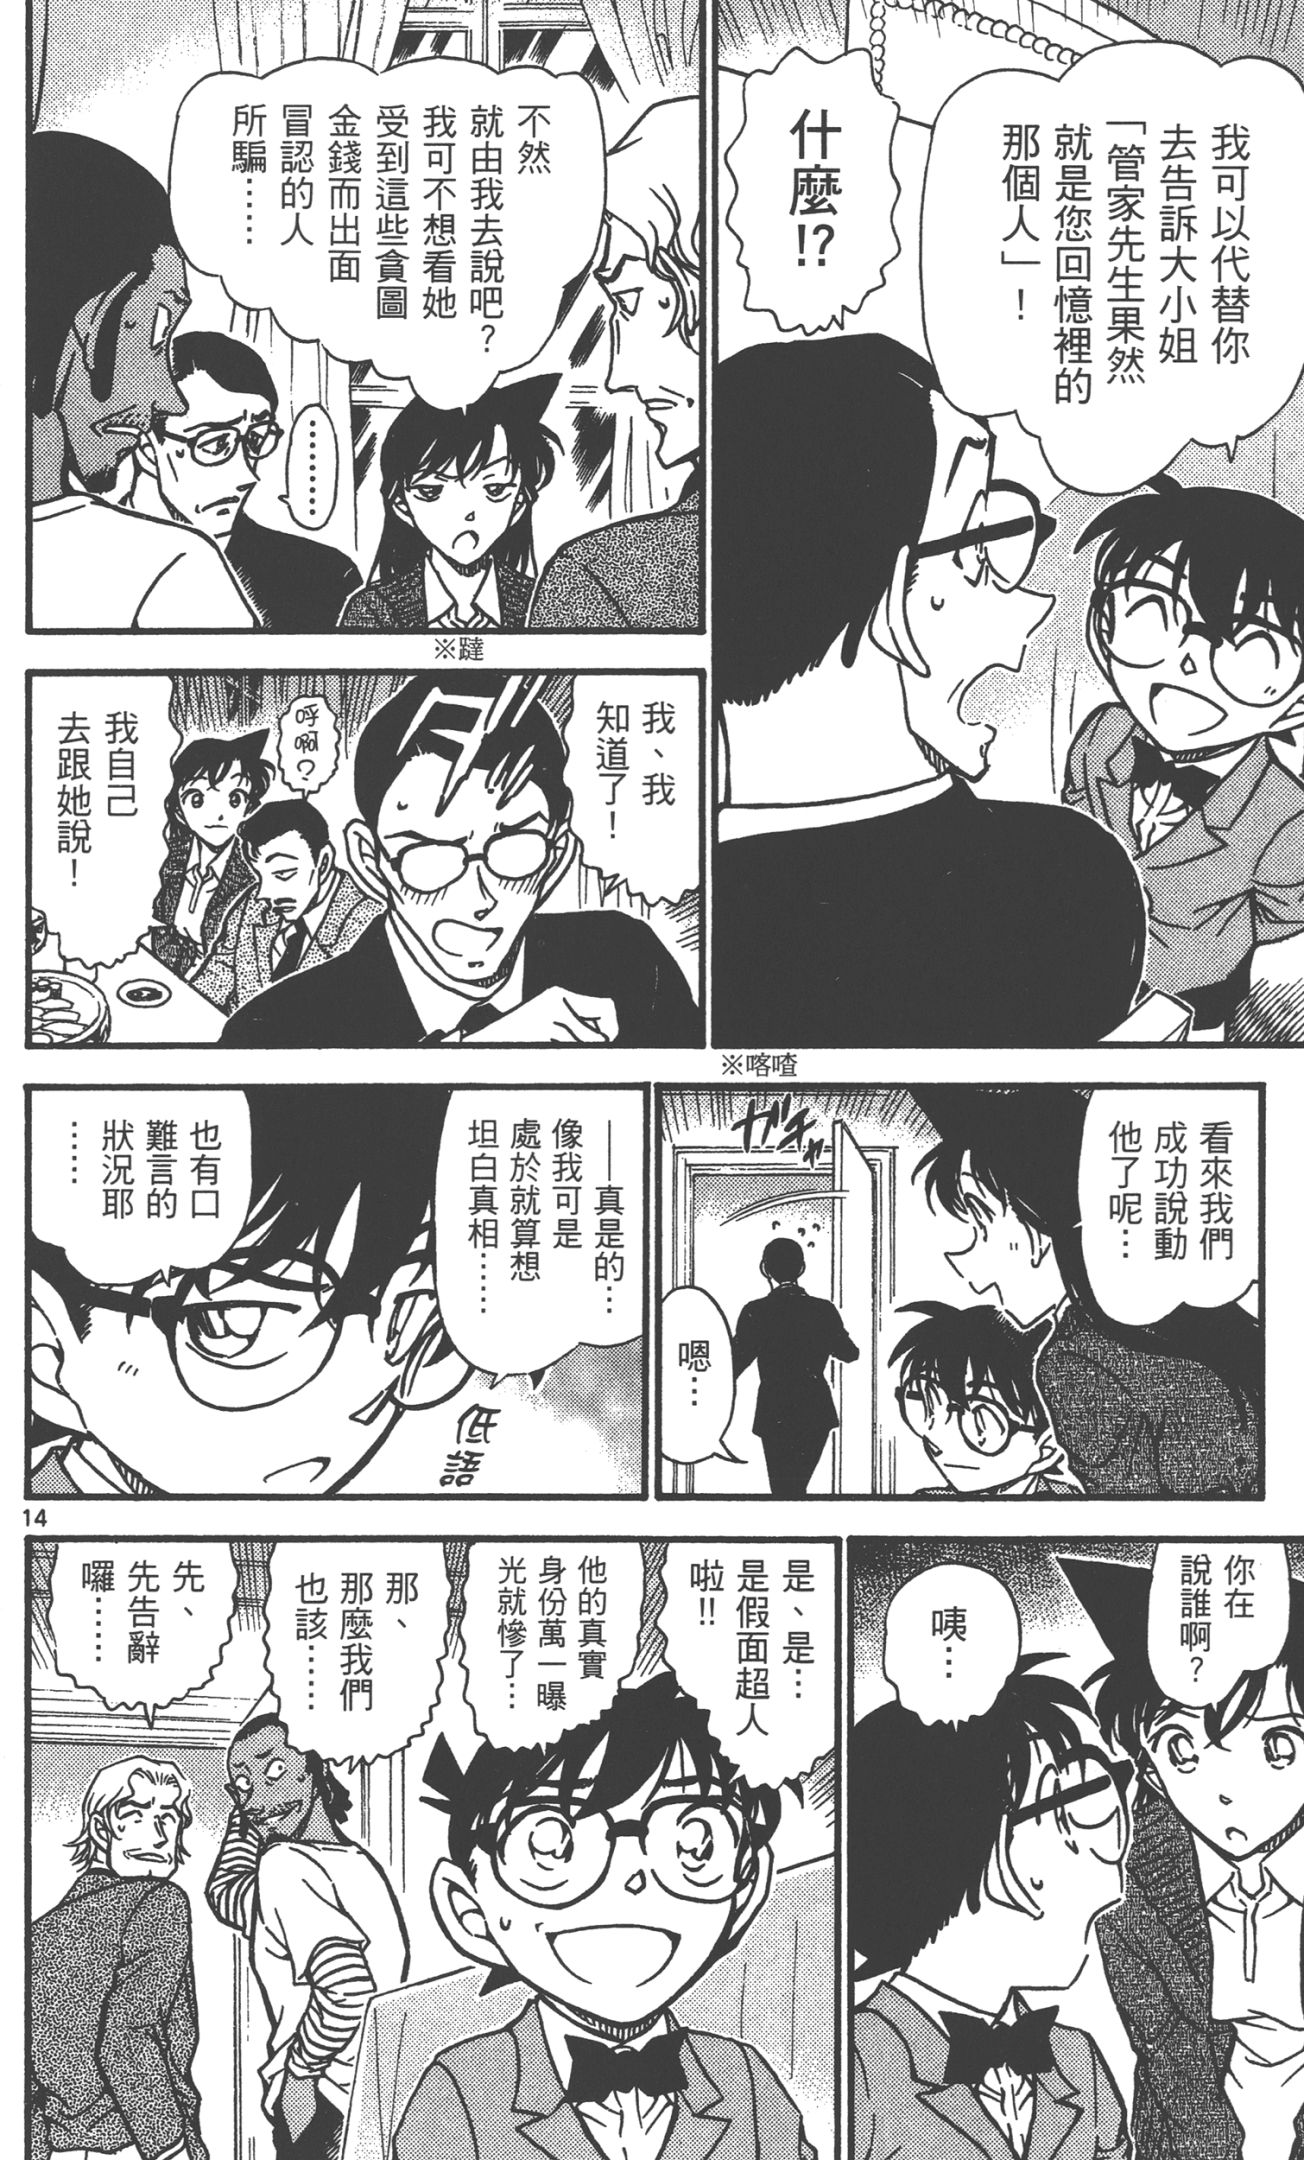 我可以代替你
去告訴大小姐
「管家先生果然
就是您回憶裡的
那個人」！
什麼!?
不然
就由我去說吧？
我可不想看她
受到這些貪圖
金錢而出面
冒認的人
所騙……
………
※躂
我、我
知道了！
呼啊？
我自己
去跟她說！
※喀喳
看來我們
成功說動
他了呢…
ガチャ
嗯…
──真是的…
像我可是
處於就算想
坦白真相……
低語
也有口
難言的
狀況耶
……
14
你在
說誰啊？
咦…
是、是…
是假面超人
啦!!
他的真實
身份萬一曝
光就慘了…
那、
那麼我們
也該……
先、
先告辭
囉……